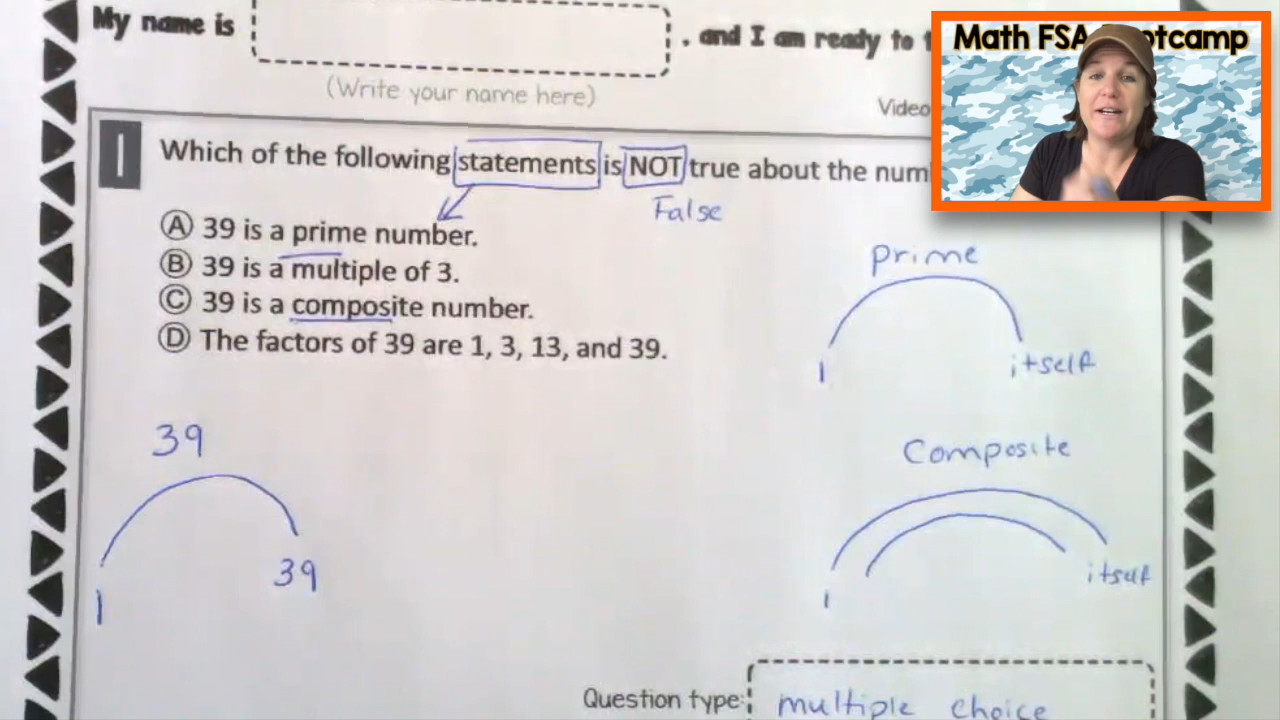 My name is
, and I am ready to
(Write your name here)
Video
Math FSA Bootcamp
1 Which of the following statements is NOT true about the num
False
A 39 is a prime number.
B 39 is a multiple of 3.
C 39 is a composite number.
D The factors of 39 are 1, 3, 13, and 39.
prime
1 itself
39
1 39
Composite
1 itself
Question type: multiple choice